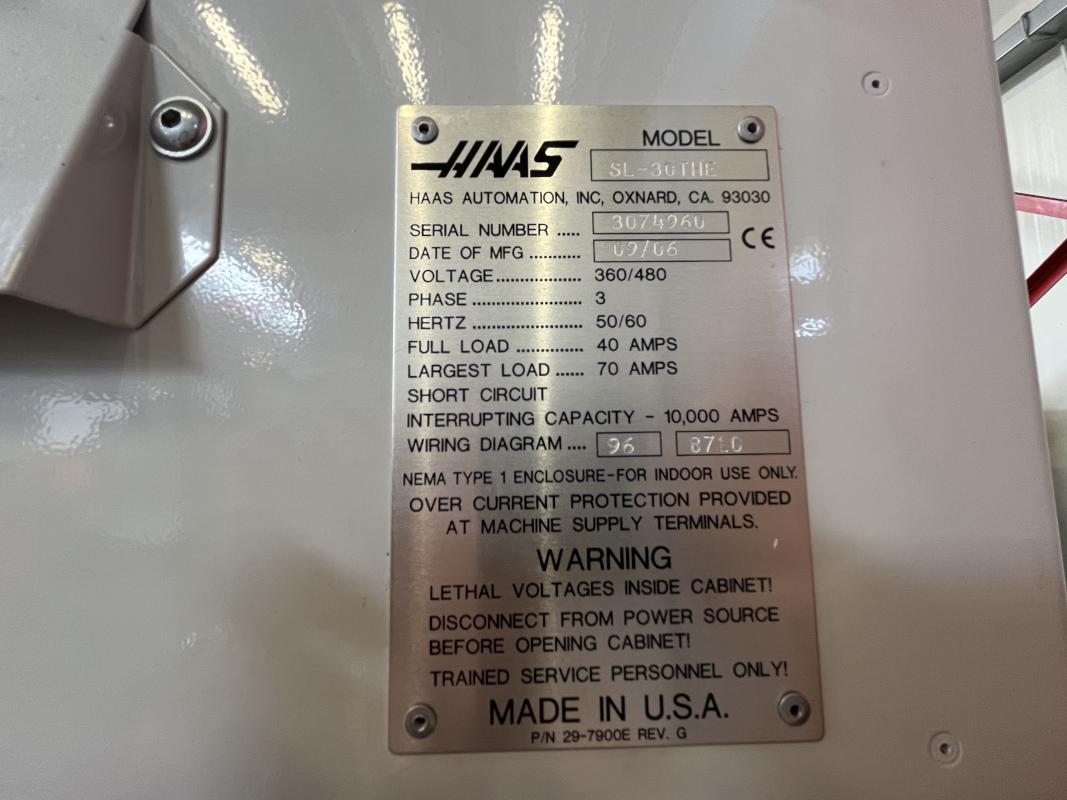 HAAS
MODEL
SL-30THE
HAAS AUTOMATION, INC, OXNARD, CA. 93030
SERIAL NUMBER ..... 3074960
DATE OF MFG ........... 09/06
CE
VOLTAGE.................. 360/480
PHASE ....................... 3
HERTZ ....................... 50/60
FULL LOAD .............. 40 AMPS
LARGEST LOAD ...... 70 AMPS
SHORT CIRCUIT
INTERRUPTING CAPACITY - 10,000 AMPS
WIRING DIAGRAM .... 96 8710
NEMA TYPE 1 ENCLOSURE-FOR INDOOR USE ONLY.
OVER CURRENT PROTECTION PROVIDED
AT MACHINE SUPPLY TERMINALS.
WARNING
LETHAL VOLTAGES INSIDE CABINET!
DISCONNECT FROM POWER SOURCE
BEFORE OPENING CABINET!
TRAINED SERVICE PERSONNEL ONLY!
MADE IN U.S.A.
P/N 29-7900E REV. G